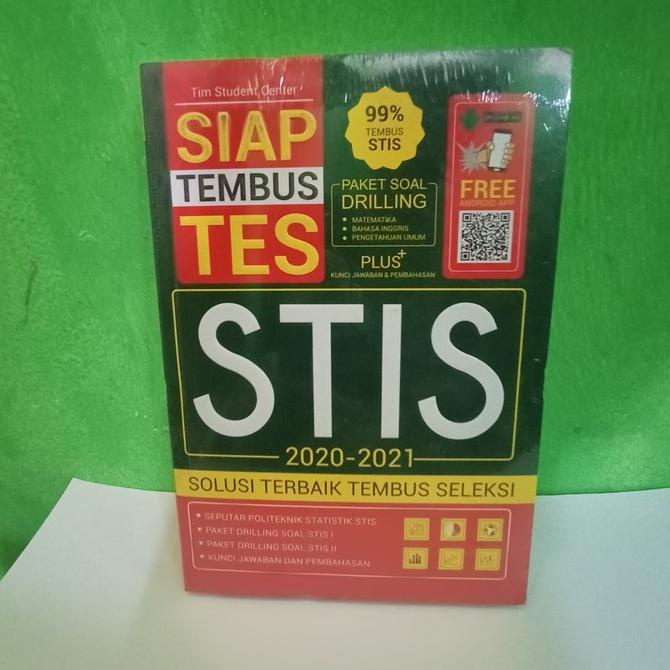 Tim Student Center
SIAP
TEMBUS
TES
99%
TEMBUS
STIS
PAKET SOAL
DRILLING
• MATEMATIKA
• BAHASA INGGRIS
• PENGETAHUAN UMUM
PLUS+
KUNCI JAWABAN & PEMBAHASAN
FREE
ANDROID APP
STIS
2020-2021
SOLUSI TERBAIK TEMBUS SELEKSI
• SEPUTAR POLITEKNIK STATISTIK STIS
• PAKET DRILLING SOAL STIS I
• PAKET DRILLING SOAL STIS II
• KUNCI JAWABAN DAN PEMBAHASAN